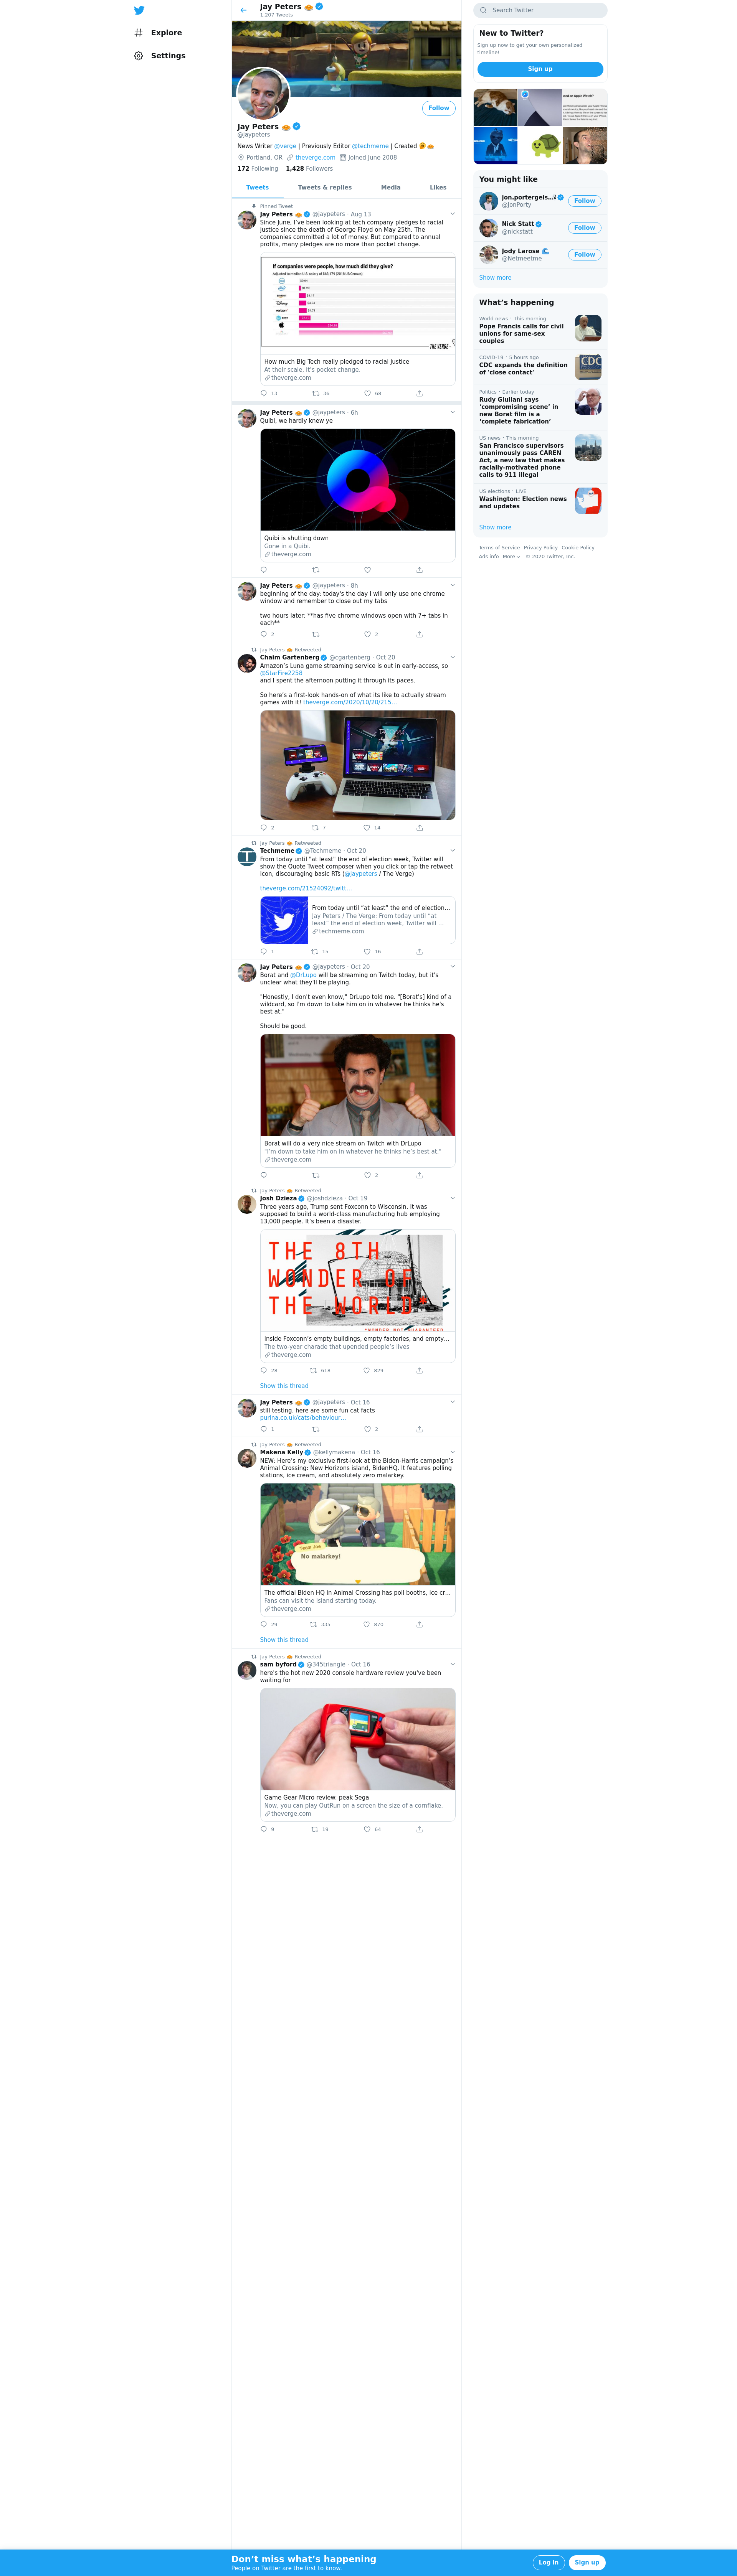 Explore
Settings
Jay Peters
1,207 Tweets
Follow
Jay Peters
@jaypeters
News Writer @verge | Previously Editor @techmeme | Created
Portland, OR theverge.com Joined June 2008
172 Following 1,428 Followers
Tweets Tweets & replies Media Likes
Pinned Tweet
Jay Peters @jaypeters · Aug 13
Since June, I've been looking at tech company pledges to racial
justice since the death of George Floyd on May 25th. The
companies committed a lot of money. But compared to annual
profits, many pledges are no more than pocket change.
If companies were people, how much did they give?
THE VERGE
How much Big Tech really pledged to racial justice
At their scale, it's pocket change.
theverge.com
13 36 68
Jay Peters @jaypeters · 6h
Quibi, we hardly knew ye
Quibi is shutting down
Gone in a Quibi.
theverge.com
Jay Peters @jaypeters · 8h
beginning of the day: today's the day I will only use one chrome
window and remember to close out my tabs
two hours later: **has five chrome windows open with 7+ tabs in
each**
2 2
Jay Peters Retweeted
Chaim Gartenberg @cgartenberg · Oct 20
Amazon's Luna game streaming service is out in early-access, so
@StarFire2258
and I spent the afternoon putting it through its paces.
So here's a first-look hands-on of what its like to actually stream
games with it! theverge.com/2020/10/20/215…
2 7 14
Jay Peters Retweeted
Techmeme @Techmeme · Oct 20
From today until "at least" the end of election week, Twitter will
show the Quote Tweet composer when you click or tap the retweet
icon, discouraging basic RTs (@jaypeters / The Verge)
theverge.com/21524092/twitt…
From today until "at least" the end of election…
Jay Peters / The Verge: From today until "at
least" the end of election week, Twitter will …
techmeme.com
1 15 16
Jay Peters @jaypeters · Oct 20
Borat and @DrLupo will be streaming on Twitch today, but it's
unclear what they'll be playing.
"Honestly, I don't even know," DrLupo told me. "[Borat's] kind of a
wildcard, so I'm down to take him on in whatever he thinks he's
best at."
Should be good.
Borat will do a very nice stream on Twitch with DrLupo
"I'm down to take him on in whatever he thinks he's best at."
theverge.com
2
Jay Peters Retweeted
Josh Dzieza @joshdzieza · Oct 19
Three years ago, Trump sent Foxconn to Wisconsin. It was
supposed to build a world-class manufacturing hub employing
13,000 people. It's been a disaster.
THE 8TH
WONDER OF
THE WORLD*
*WONDER NOT GUARANTEED
Inside Foxconn's empty buildings, empty factories, and empty…
The two-year charade that upended people's lives
theverge.com
28 618 829
Show this thread
Jay Peters @jaypeters · Oct 16
still testing. here are some fun cat facts
purina.co.uk/cats/behaviour…
1 2
Jay Peters Retweeted
Makena Kelly @kellymakena · Oct 16
NEW: Here's my exclusive first-look at the Biden-Harris campaign's
Animal Crossing: New Horizons island, BidenHQ. It features polling
stations, ice cream, and absolutely zero malarkey.
No malarkey!
The official Biden HQ in Animal Crossing has poll booths, ice cr…
Fans can visit the island starting today.
theverge.com
29 335 870
Show this thread
Jay Peters Retweeted
sam byford @345triangle · Oct 16
here's the hot new 2020 console hardware review you've been
waiting for
Game Gear Micro review: peak Sega
Now, you can play OutRun on a screen the size of a cornflake.
theverge.com
9 19 64
Search Twitter
New to Twitter?
Sign up now to get your own personalized
timeline!
Sign up
You might like
jon.porter
@JonPorty
Follow
Nick Statt
@nickstatt
Follow
Jody Larose
@Netmeetme
Follow
Show more
What's happening
World news · This morning
Pope Francis calls for civil
unions for same-sex
couples
COVID-19 · 5 hours ago
CDC expands the definition
of 'close contact'
CDC
Politics · Earlier today
Rudy Giuliani says
'compromising scene' in
new Borat film is a
'complete fabrication'
US news · This morning
San Francisco supervisors
unanimously pass CAREN
Act, a new law that makes
racially-motivated phone
calls to 911 illegal
US elections · LIVE
Washington: Election news
and updates
Show more
Terms of Service Privacy Policy Cookie Policy
Ads info More © 2020 Twitter, Inc.
Don't miss what's happening
People on Twitter are the first to know.
Log in Sign up